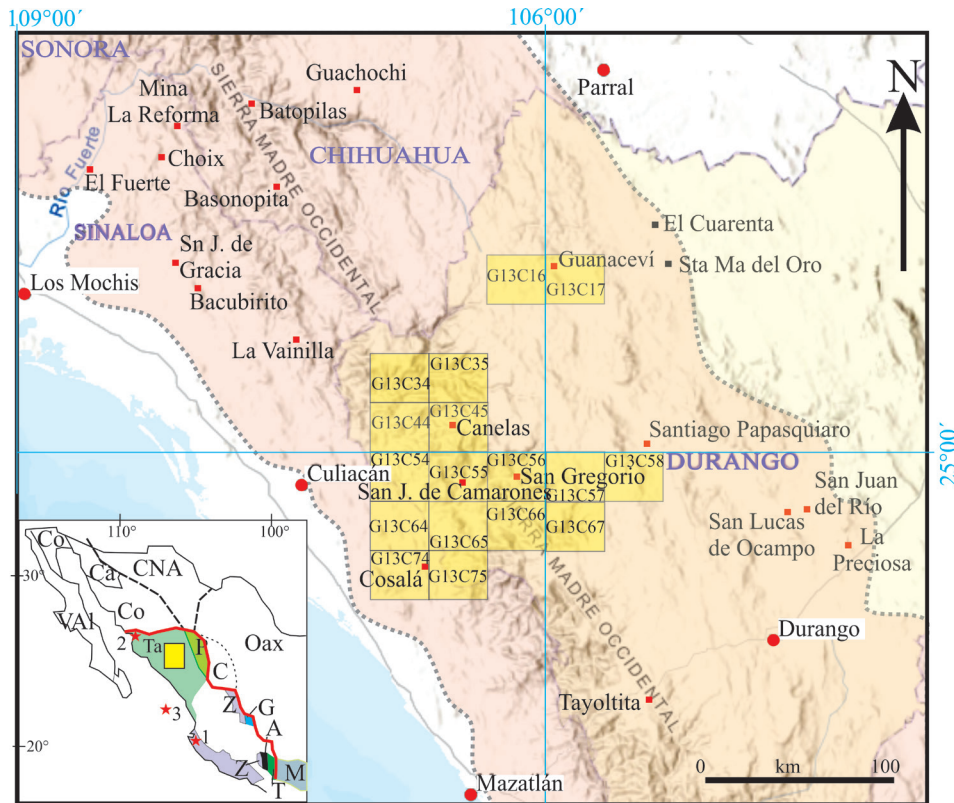 109°00´
106°00´
SONORA
Guachochi
Parral
N
Mina
La Reforma
Batopilas
SIERRA MADRE OCCIDENTAL
CHIHUAHUA
Choix
El Fuerte
Río Fuerte
Basonopita
SINALOA
El Cuarenta
Sn J. de
Gracia
Guanaceví
G13C16
G13C17
Sta Ma del Oro
Los Mochis
Bacubirito
La Vainilla
G13C35
G13C34
G13C45
G13C44
Canelas
Santiago Papasquiaro
25°00´
G13C54
G13C55
G13C56
G13C58
DURANGO
Culiacán
San J. de Camarones
San Gregorio
G13C57
San Juan
del Río
G13C64
G13C65
G13C66
G13C67
San Lucas
de Ocampo
La
Preciosa
G13C74
Cosalá
G13C75
SIERRA MADRE OCCIDENTAL
Durango
Tayoltita
Mazatlán
0 km 100
110°
100°
Co
Ca
CNA
30°
VAl
Co
2
Ta
P
Oax
C
Z
G
3
A
1
20°
Z
M
T